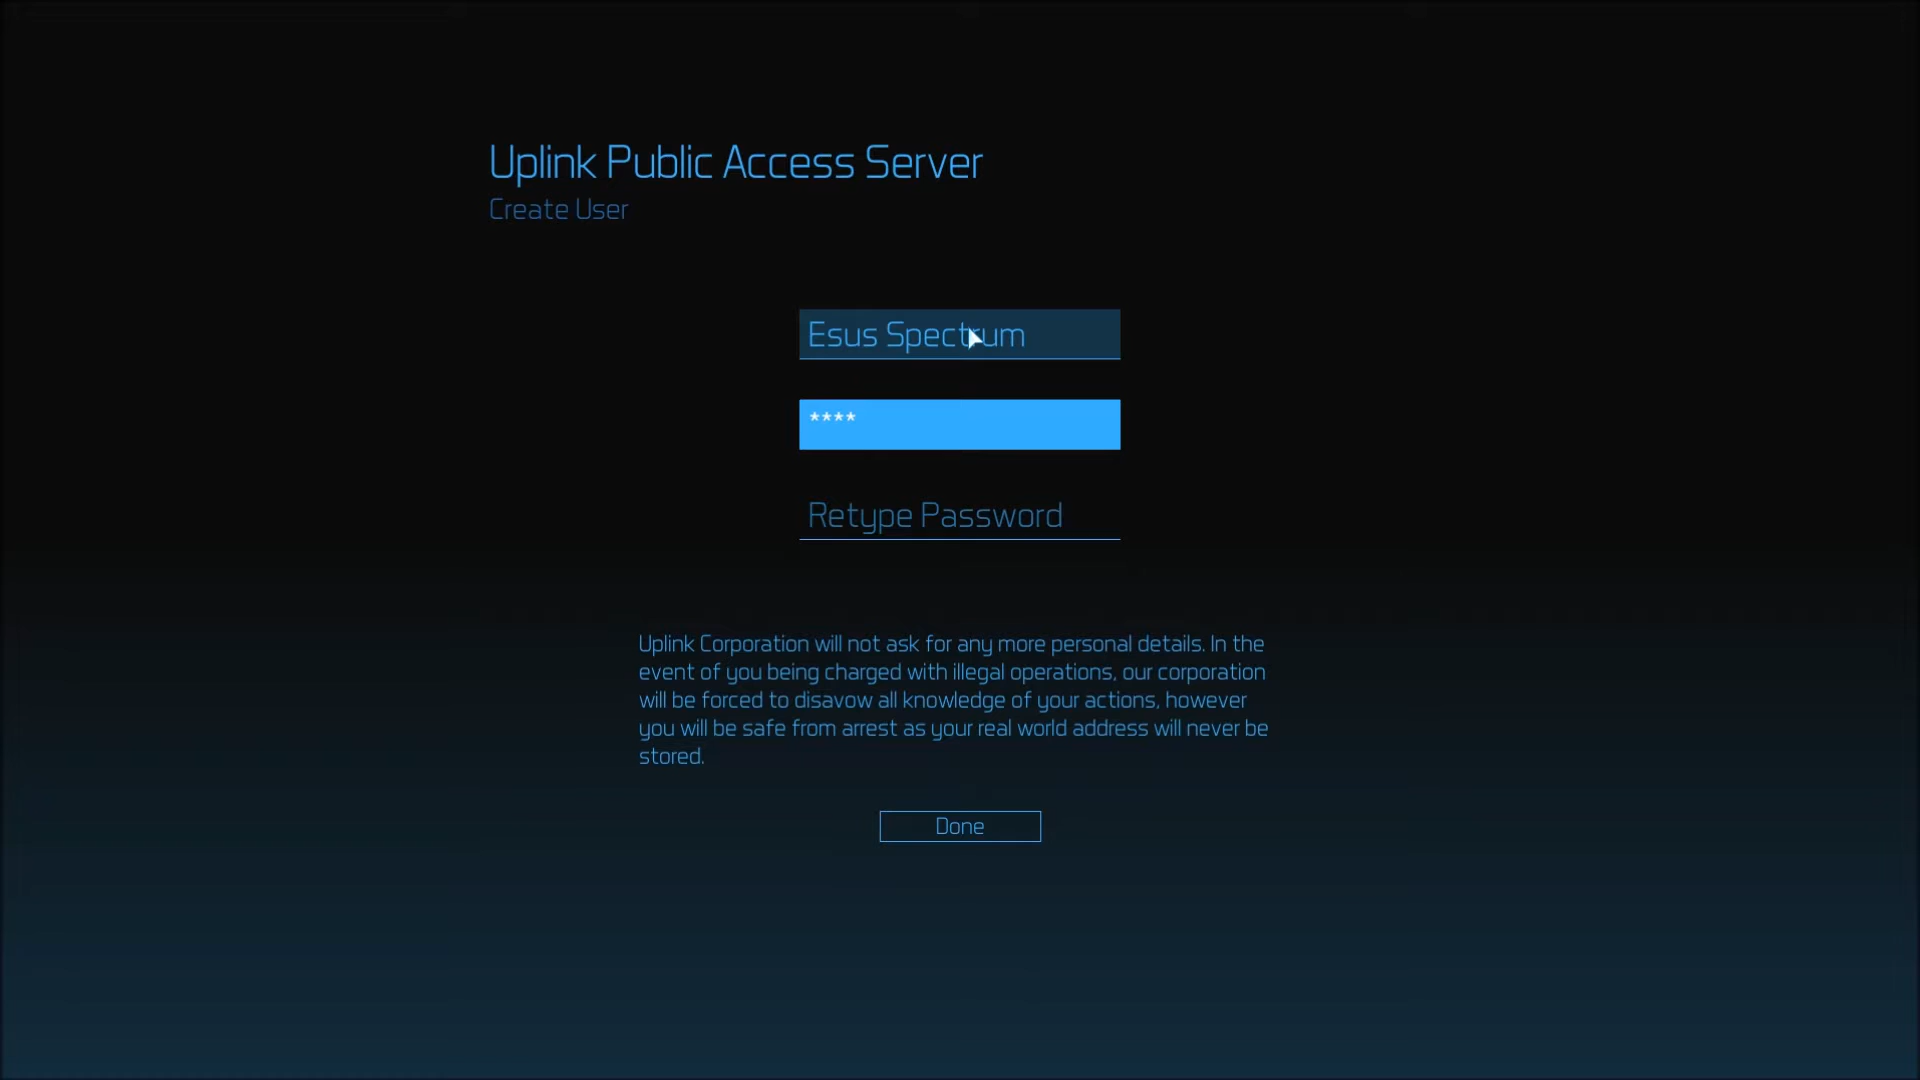 Uplink Public Access Server
Create User
Esus Spectrum
****
Retype Password
Uplink Corporation will not ask for any more personal details. In the
event of you being charged with illegal operations, our corporation
will be forced to disavow all knowledge of your actions, however
you will be safe from arrest as your real world address will never be
stored.
Done